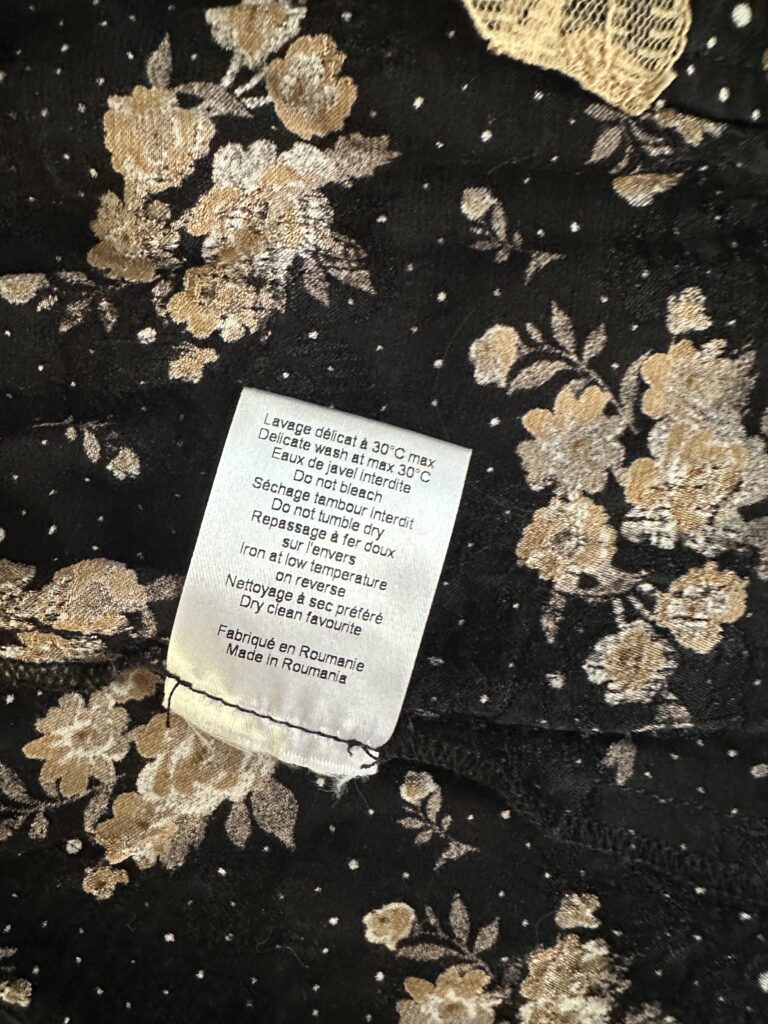 Lavage délicat à 30°C max
Delicate wash at max 30°C
Eaux de javel interdite
Do not bleach
Séchage tambour interdit
Do not tumble dry
Repassage à fer doux
sur l'envers
Iron at low temperature
on reverse
Nettoyage à sec préféré
Dry clean favourite
Fabriqué en Roumanie
Made in Roumania